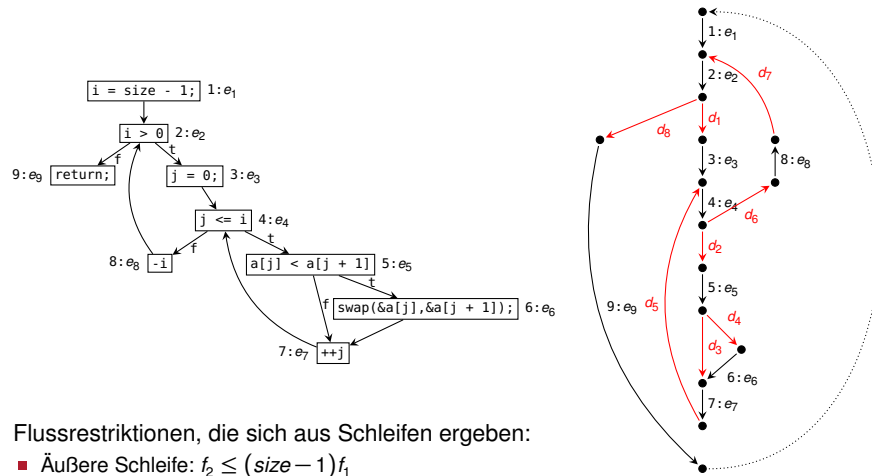 i = size - 1; 1:e₁
i > 0 2:e₂
f t
9:e₉ return; j = 0; 3:e₃
j <= i 4:e₄
f t
8:e₈ -i a[j] < a[j + 1] 5:e₅
t
f swap(&a[j],&a[j + 1]); 6:e₆
7:e₇ ++j
Flussrestriktionen, die sich aus Schleifen ergeben:
Äußere Schleife: f₂ ≤ (size − 1)f₁
1:e₁
2:e₂
d₇
d₈
d₁
3:e₃
8:e₈
4:e₄
d₆
d₂
5:e₅
9:e₉
d₅
d₄
d₃
6:e₆
7:e₇